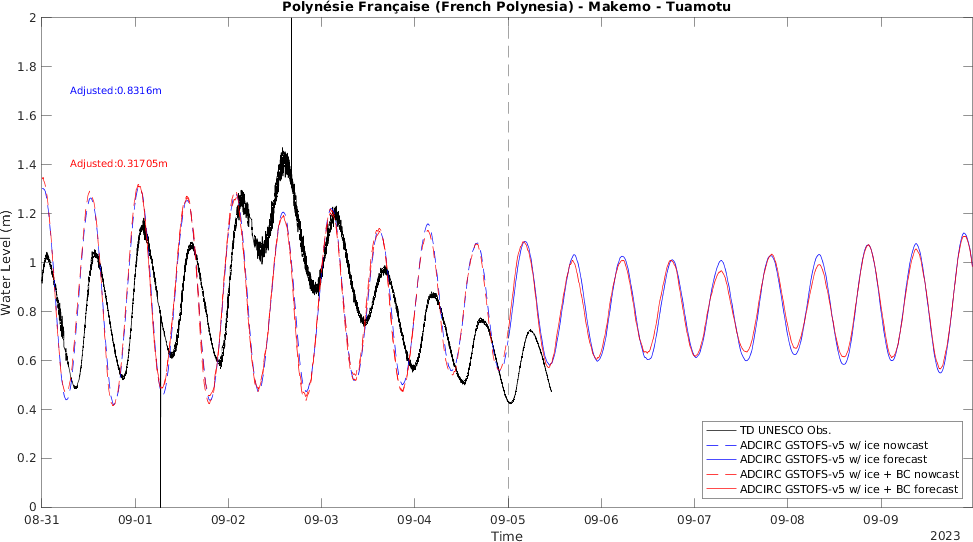 Polynésie Française (French Polynesia) - Makemo - Tuamotu
2
1.8
1.6
1.4
1.2
1
0.8
0.6
0.4
0.2
0
Water Level (m)
Adjusted:0.8316m
Adjusted:0.31705m
TD UNESCO Obs.
ADCIRC GSTOFS-v5 w/ ice nowcast
ADCIRC GSTOFS-v5 w/ ice forecast
ADCIRC GSTOFS-v5 w/ ice + BC nowcast
ADCIRC GSTOFS-v5 w/ ice + BC forecast
08-31 09-01 09-02 09-03 09-04 09-05 09-06 09-07 09-08 09-09
Time
2023